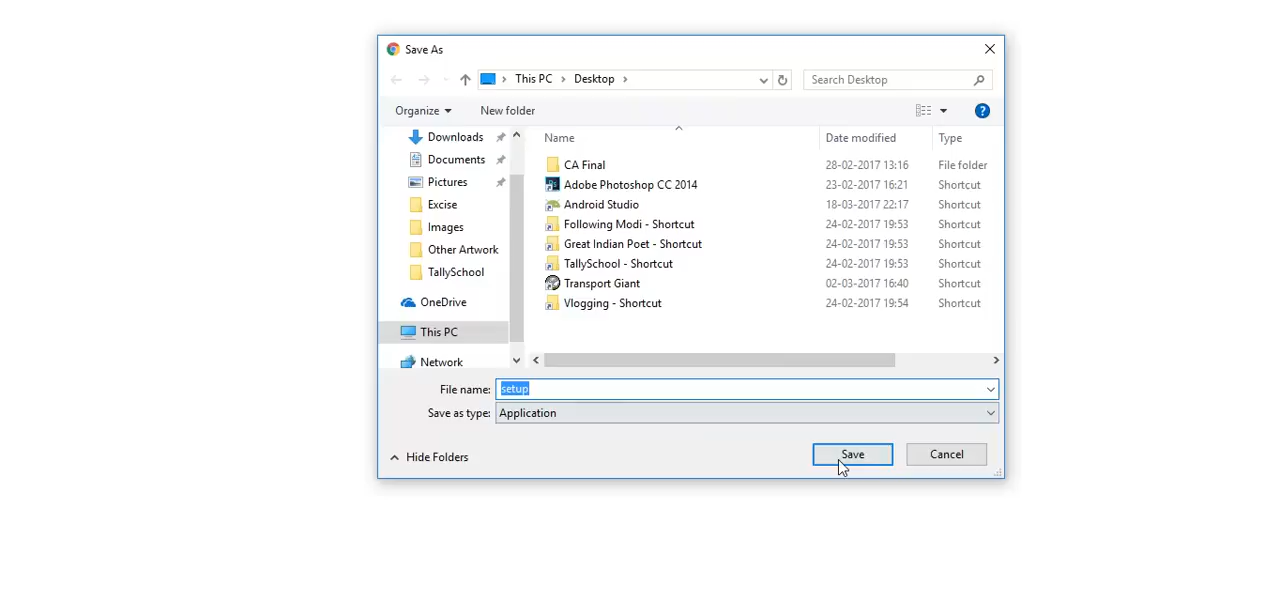 Save As
This PC > Desktop >
Search Desktop
Organize
New folder
Name Date modified Type
Downloads
Documents
Pictures
Excise
Images
Other Artwork
TallySchool
OneDrive
This PC
Network
CA Final 28-02-2017 13:16 File folder
Adobe Photoshop CC 2014 23-02-2017 16:21 Shortcut
Android Studio 18-03-2017 22:17 Shortcut
Following Modi - Shortcut 24-02-2017 19:53 Shortcut
Great Indian Poet - Shortcut 24-02-2017 19:53 Shortcut
TallySchool - Shortcut 24-02-2017 19:53 Shortcut
Transport Giant 02-03-2017 16:40 Shortcut
Vlogging - Shortcut 24-02-2017 19:54 Shortcut
File name: setup
Save as type: Application
Hide Folders
Save
Cancel